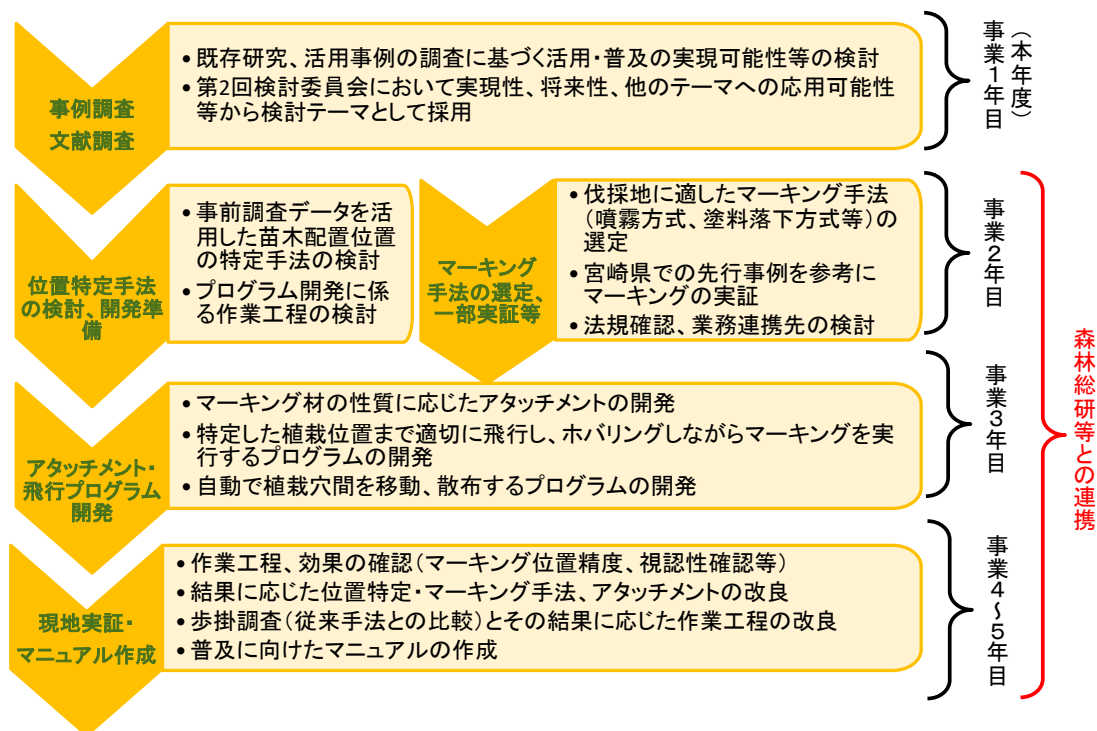 事例調査
文献調査
•既存研究、活用事例の調査に基づく活用・普及の実現可能性等の検討
•第2回検討委員会において実現性、将来性、他のテーマへの応用可能性
等から検討テーマとして採用
事業1年目
（本年度）
位置特定手法
の検討、開発準
備
•事前調査データを活
用した苗木配置位置
の特定手法の検討
•プログラム開発に係
る作業工程の検討
マーキング
手法の選定、
一部実証等
•伐採地に適したマーキング手法
（噴霧方式、塗料落下方式等）の
選定
•宮崎県での先行事例を参考に
マーキングの実証
•法規確認、業務連携先の検討
事業2年目
アタッチメント・
飛行プログラム
開発
•マーキング材の性質に応じたアタッチメントの開発
•特定した植栽位置まで適切に飛行し、ホバリングしながらマーキングを実
行するプログラムの開発
•自動で植栽穴間を移動、散布するプログラムの開発
事業3年目
現地実証・
マニュアル作成
•作業工程、効果の確認（マーキング位置精度、視認性確認等）
•結果に応じた位置特定・マーキング手法、アタッチメントの改良
•歩掛調査（従来手法との比較）とその結果に応じた作業工程の改良
•普及に向けたマニュアルの作成
事業4～5年目
森林総研等との連携